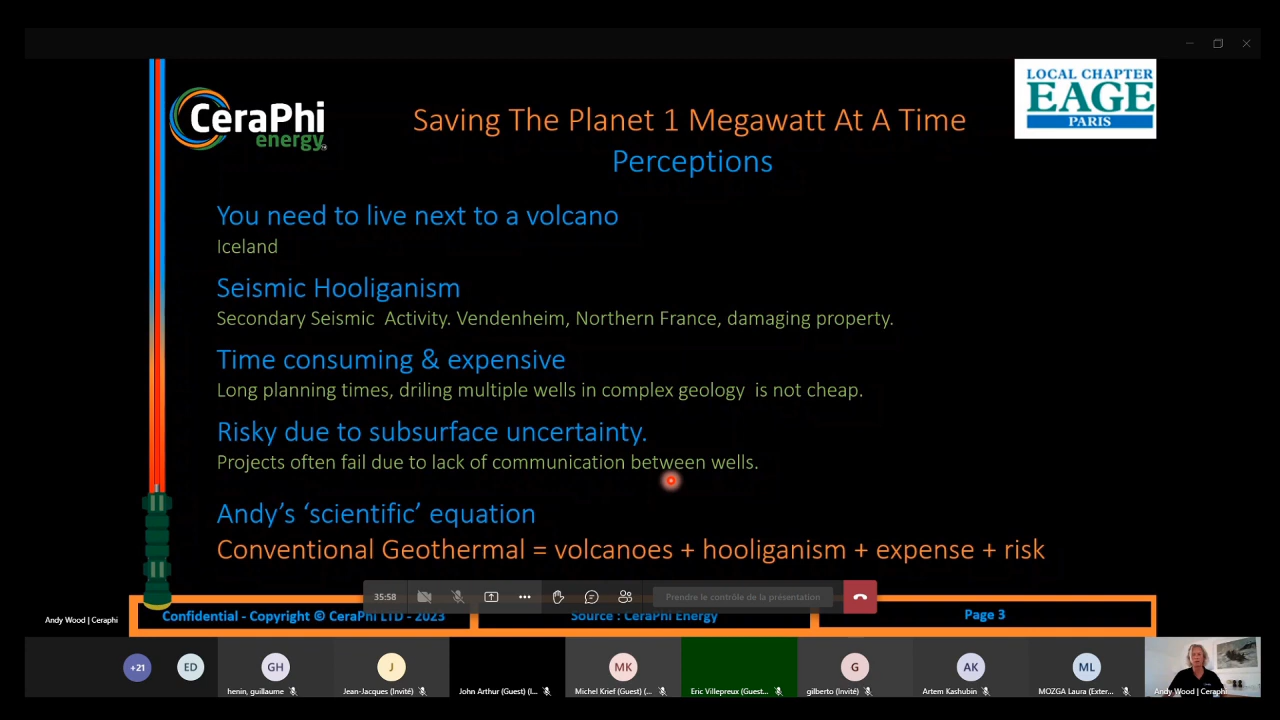 CeraPhi
energy
TM
LOCAL CHAPTER
EAGE
PARIS
Saving The Planet 1 Megawatt At A Time
Perceptions
You need to live next to a volcano
Iceland
Seismic Hooliganism
Secondary Seismic Activity. Vendenheim, Northern France, damaging property.
Time consuming & expensive
Long planning times, driling multiple wells in complex geology is not cheap.
Risky due to subsurface uncertainty.
Projects often fail due to lack of communication between wells.
Andy's 'scientific' equation
Conventional Geothermal = volcanoes + hooliganism + expense + risk
35:58
Prendre le contrôle de la présentation
Confidential - Copyright © CeraPhi LTD - 2023
Source : CeraPhi Energy
Page 3
Andy Wood | Ceraphi
+21
ED
GH
J
MK
G
AK
ML
henin, guillaume
Jean-Jacques (Invité)
John Arthur (Guest) (I...
Michel Krief (Guest) (...
Eric Villepreux (Guest...
gilberto (Invité)
Artem Kashubin
MOZGA Laura (Exter...
Andy Wood | Ceraphi